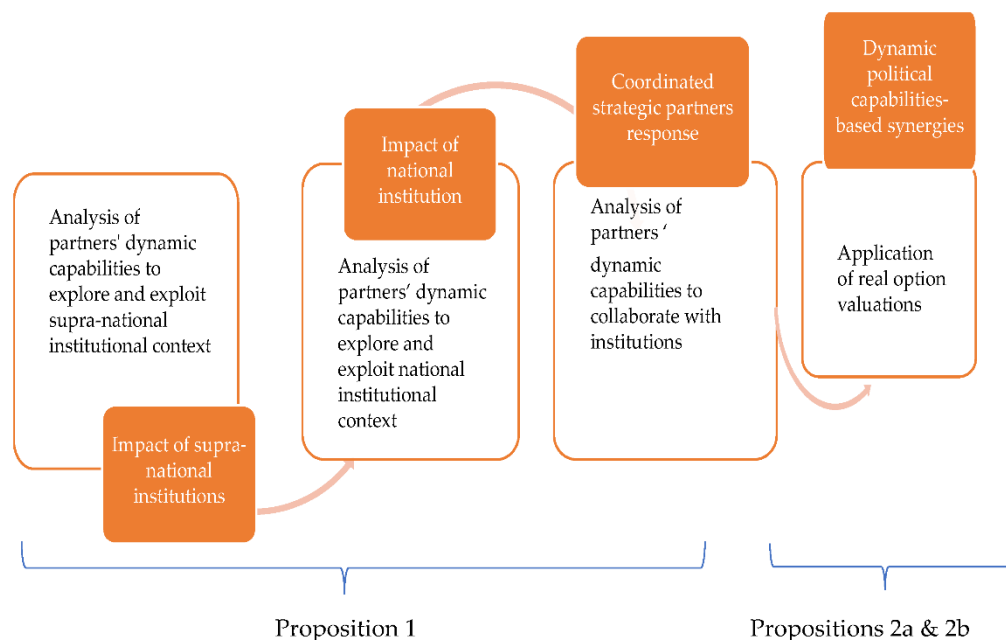 Analysis of
partners' dynamic
capabilities to
explore and exploit
supra-national
institutional context
Impact of supra-
national
institutions
Impact of
national
institution
Analysis of
partners’ dynamic
capabilities to
explore and
exploit national
institutional
context
Coordinated
strategic partners
response
Analysis of
partners ‘
dynamic
capabilities to
collaborate with
institutions
Dynamic
political
capabilities-
based synergies
Application
of real option
valuations
Proposition 1
Propositions 2a & 2b